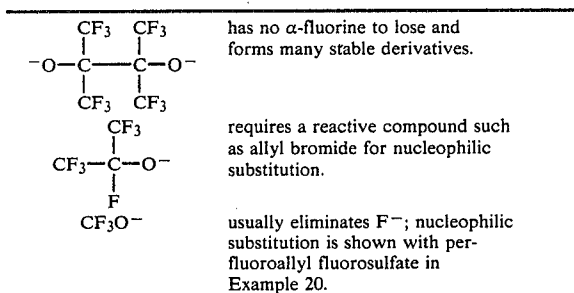 CF3 CF3 has no α-fluorine to lose and
-O—C—C—O- forms many stable derivatives.
CF3 CF3
CF3 requires a reactive compound such
CF3—C—O- as allyl bromide for nucleophilic
F substitution.
CF3O- usually eliminates F-; nucleophilic
substitution is shown with per-
fluoroallyl fluorosulfate in
Example 20.